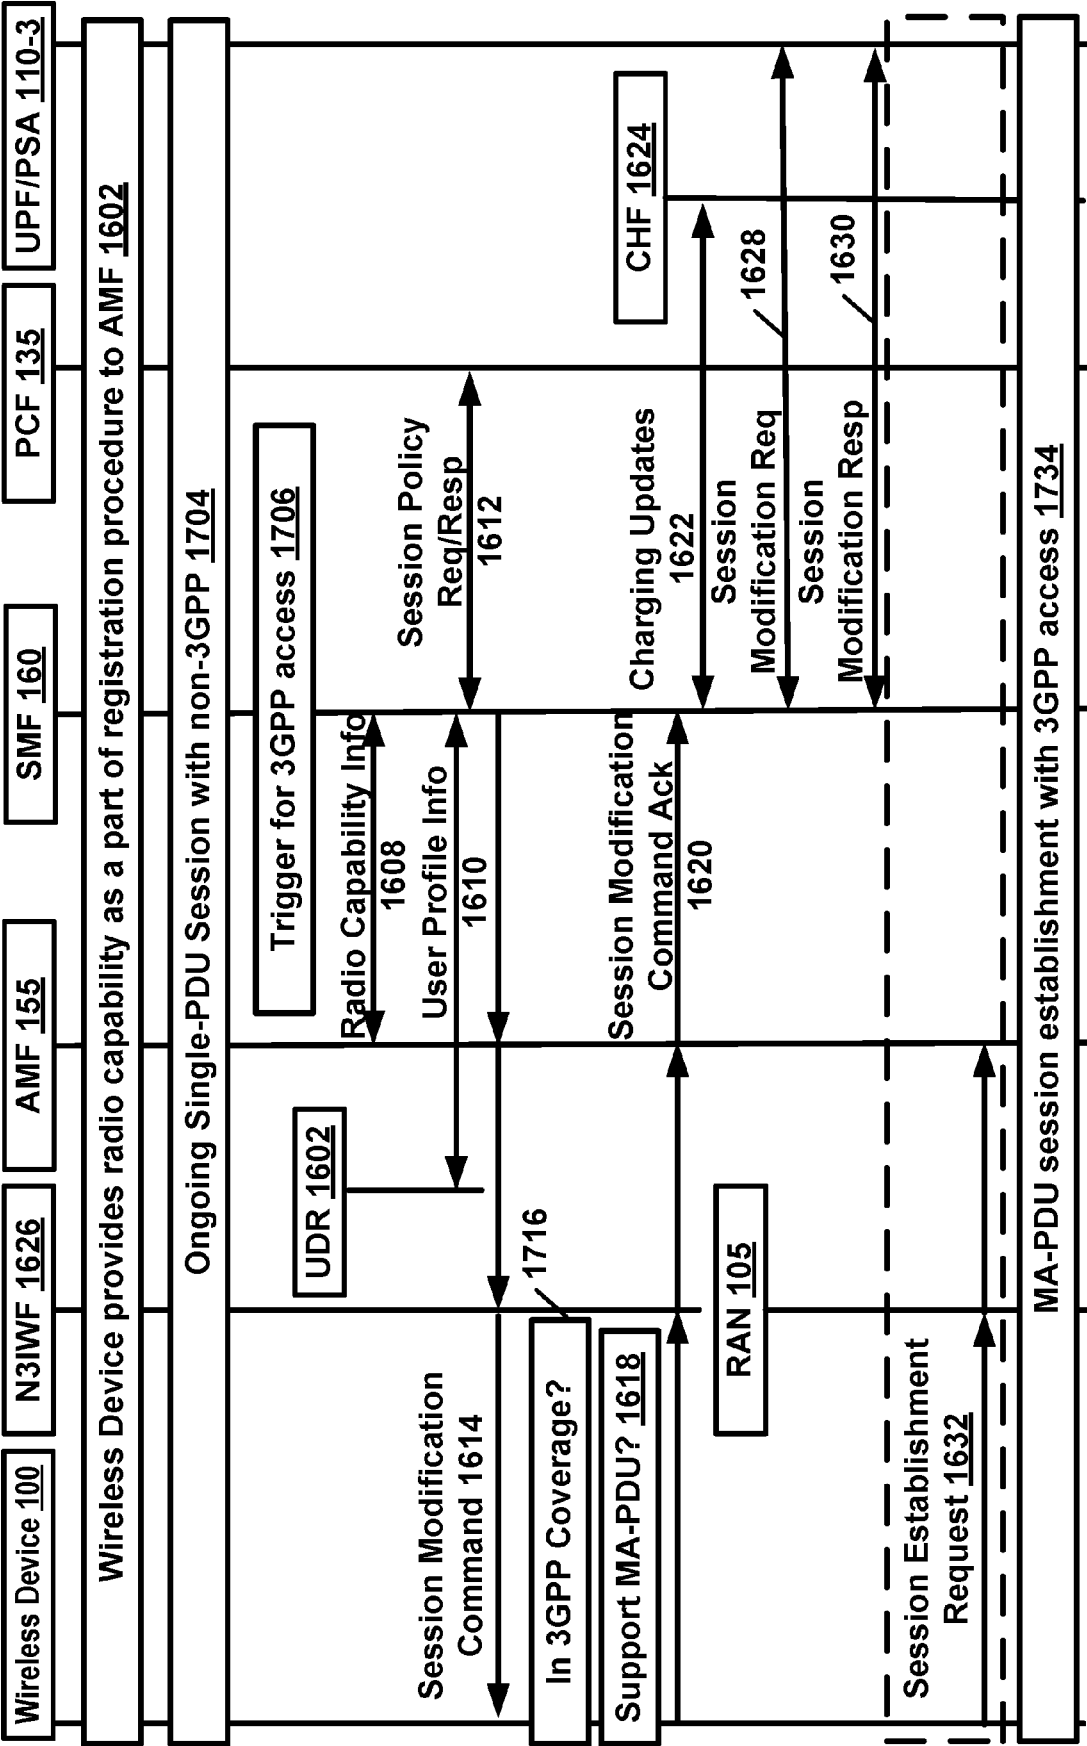 Wireless Device 100
N3IWF 1626
AMF 155
SMF 160
PCF 135
UPF/PSA 110-3
Wireless Device provides radio capability as a part of registration procedure to AMF 1602
Ongoing Single-PDU Session with non-3GPP 1704
Trigger for 3GPP access 1706
UDR 1602
Radio Capability Info
1608
User Profile Info
1610
Session Policy
Req/Resp
1612
Session Modification
Command 1614
1716
In 3GPP Coverage?
Support MA-PDU? 1618
Session Modification
Command Ack
1620
CHF 1624
Charging Updates
1622
RAN 105
Session
Modification Req
1628
Session
Modification Resp
1630
Session Establishment
Request 1632
MA-PDU session establishment with 3GPP access 1734